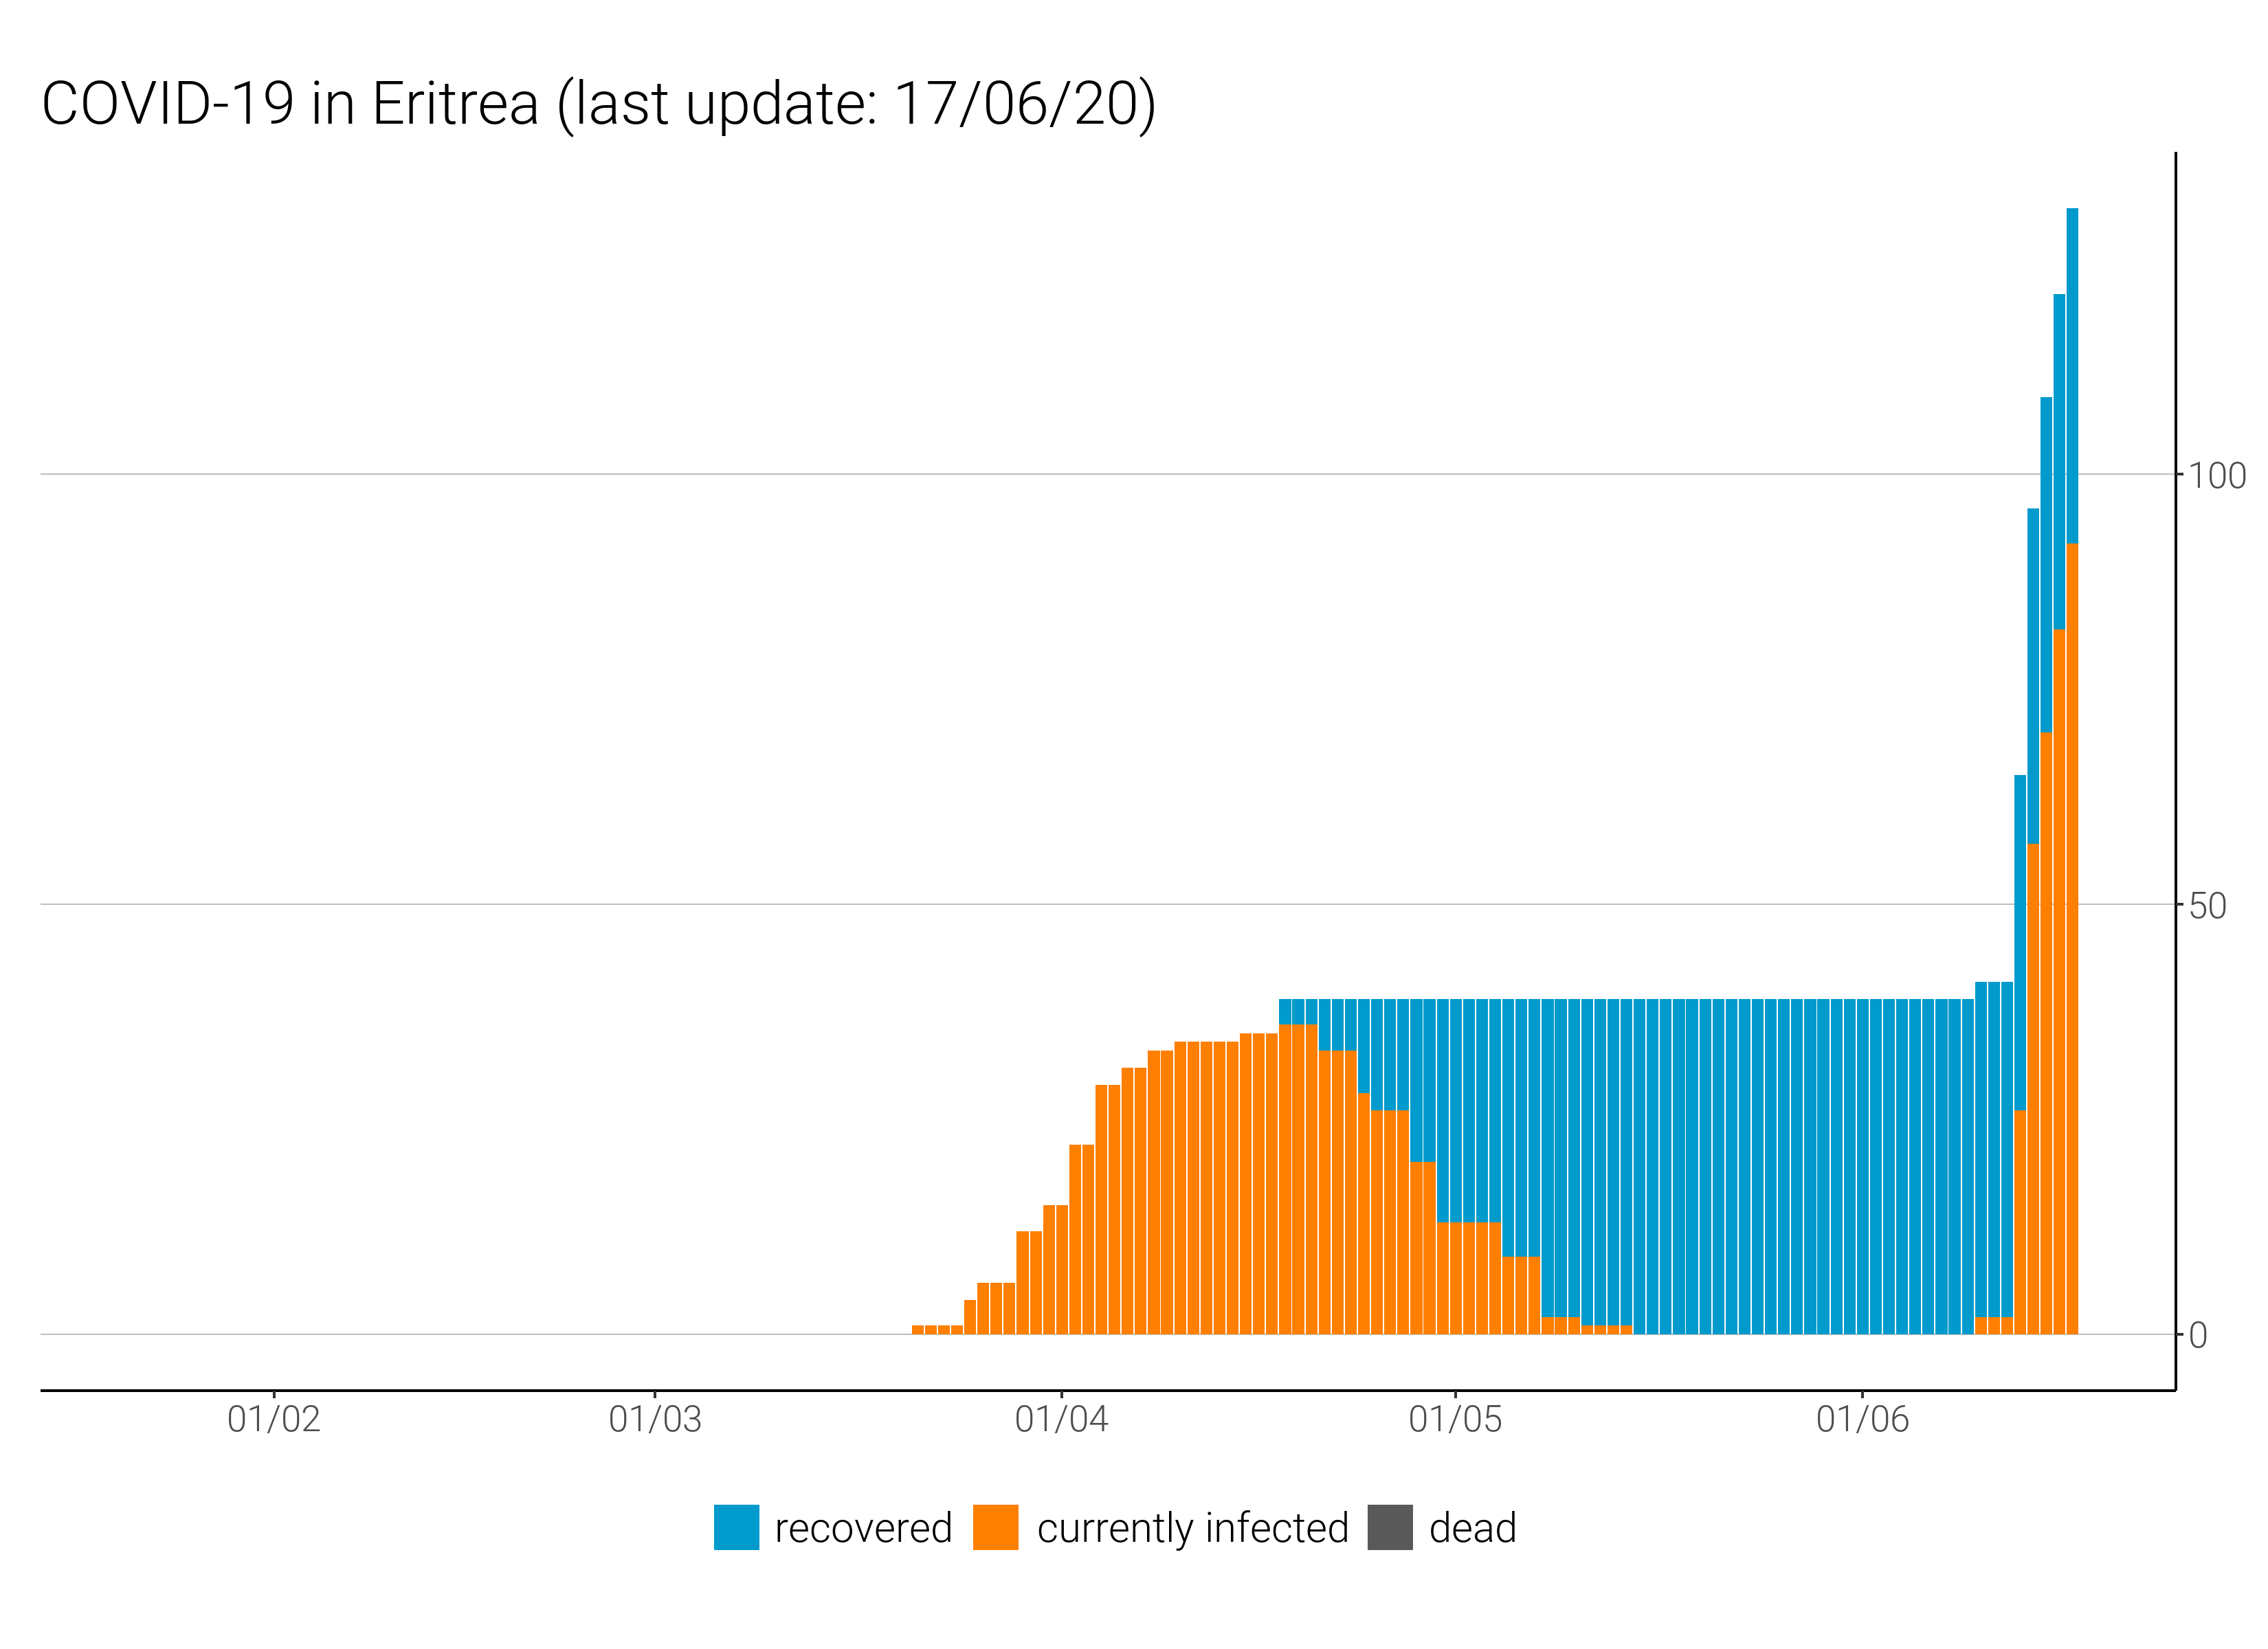 COVID-19 in Eritrea (last update: 17/06/20)
100
50
0
01/02 01/03 01/04 01/05 01/06
recovered currently infected dead